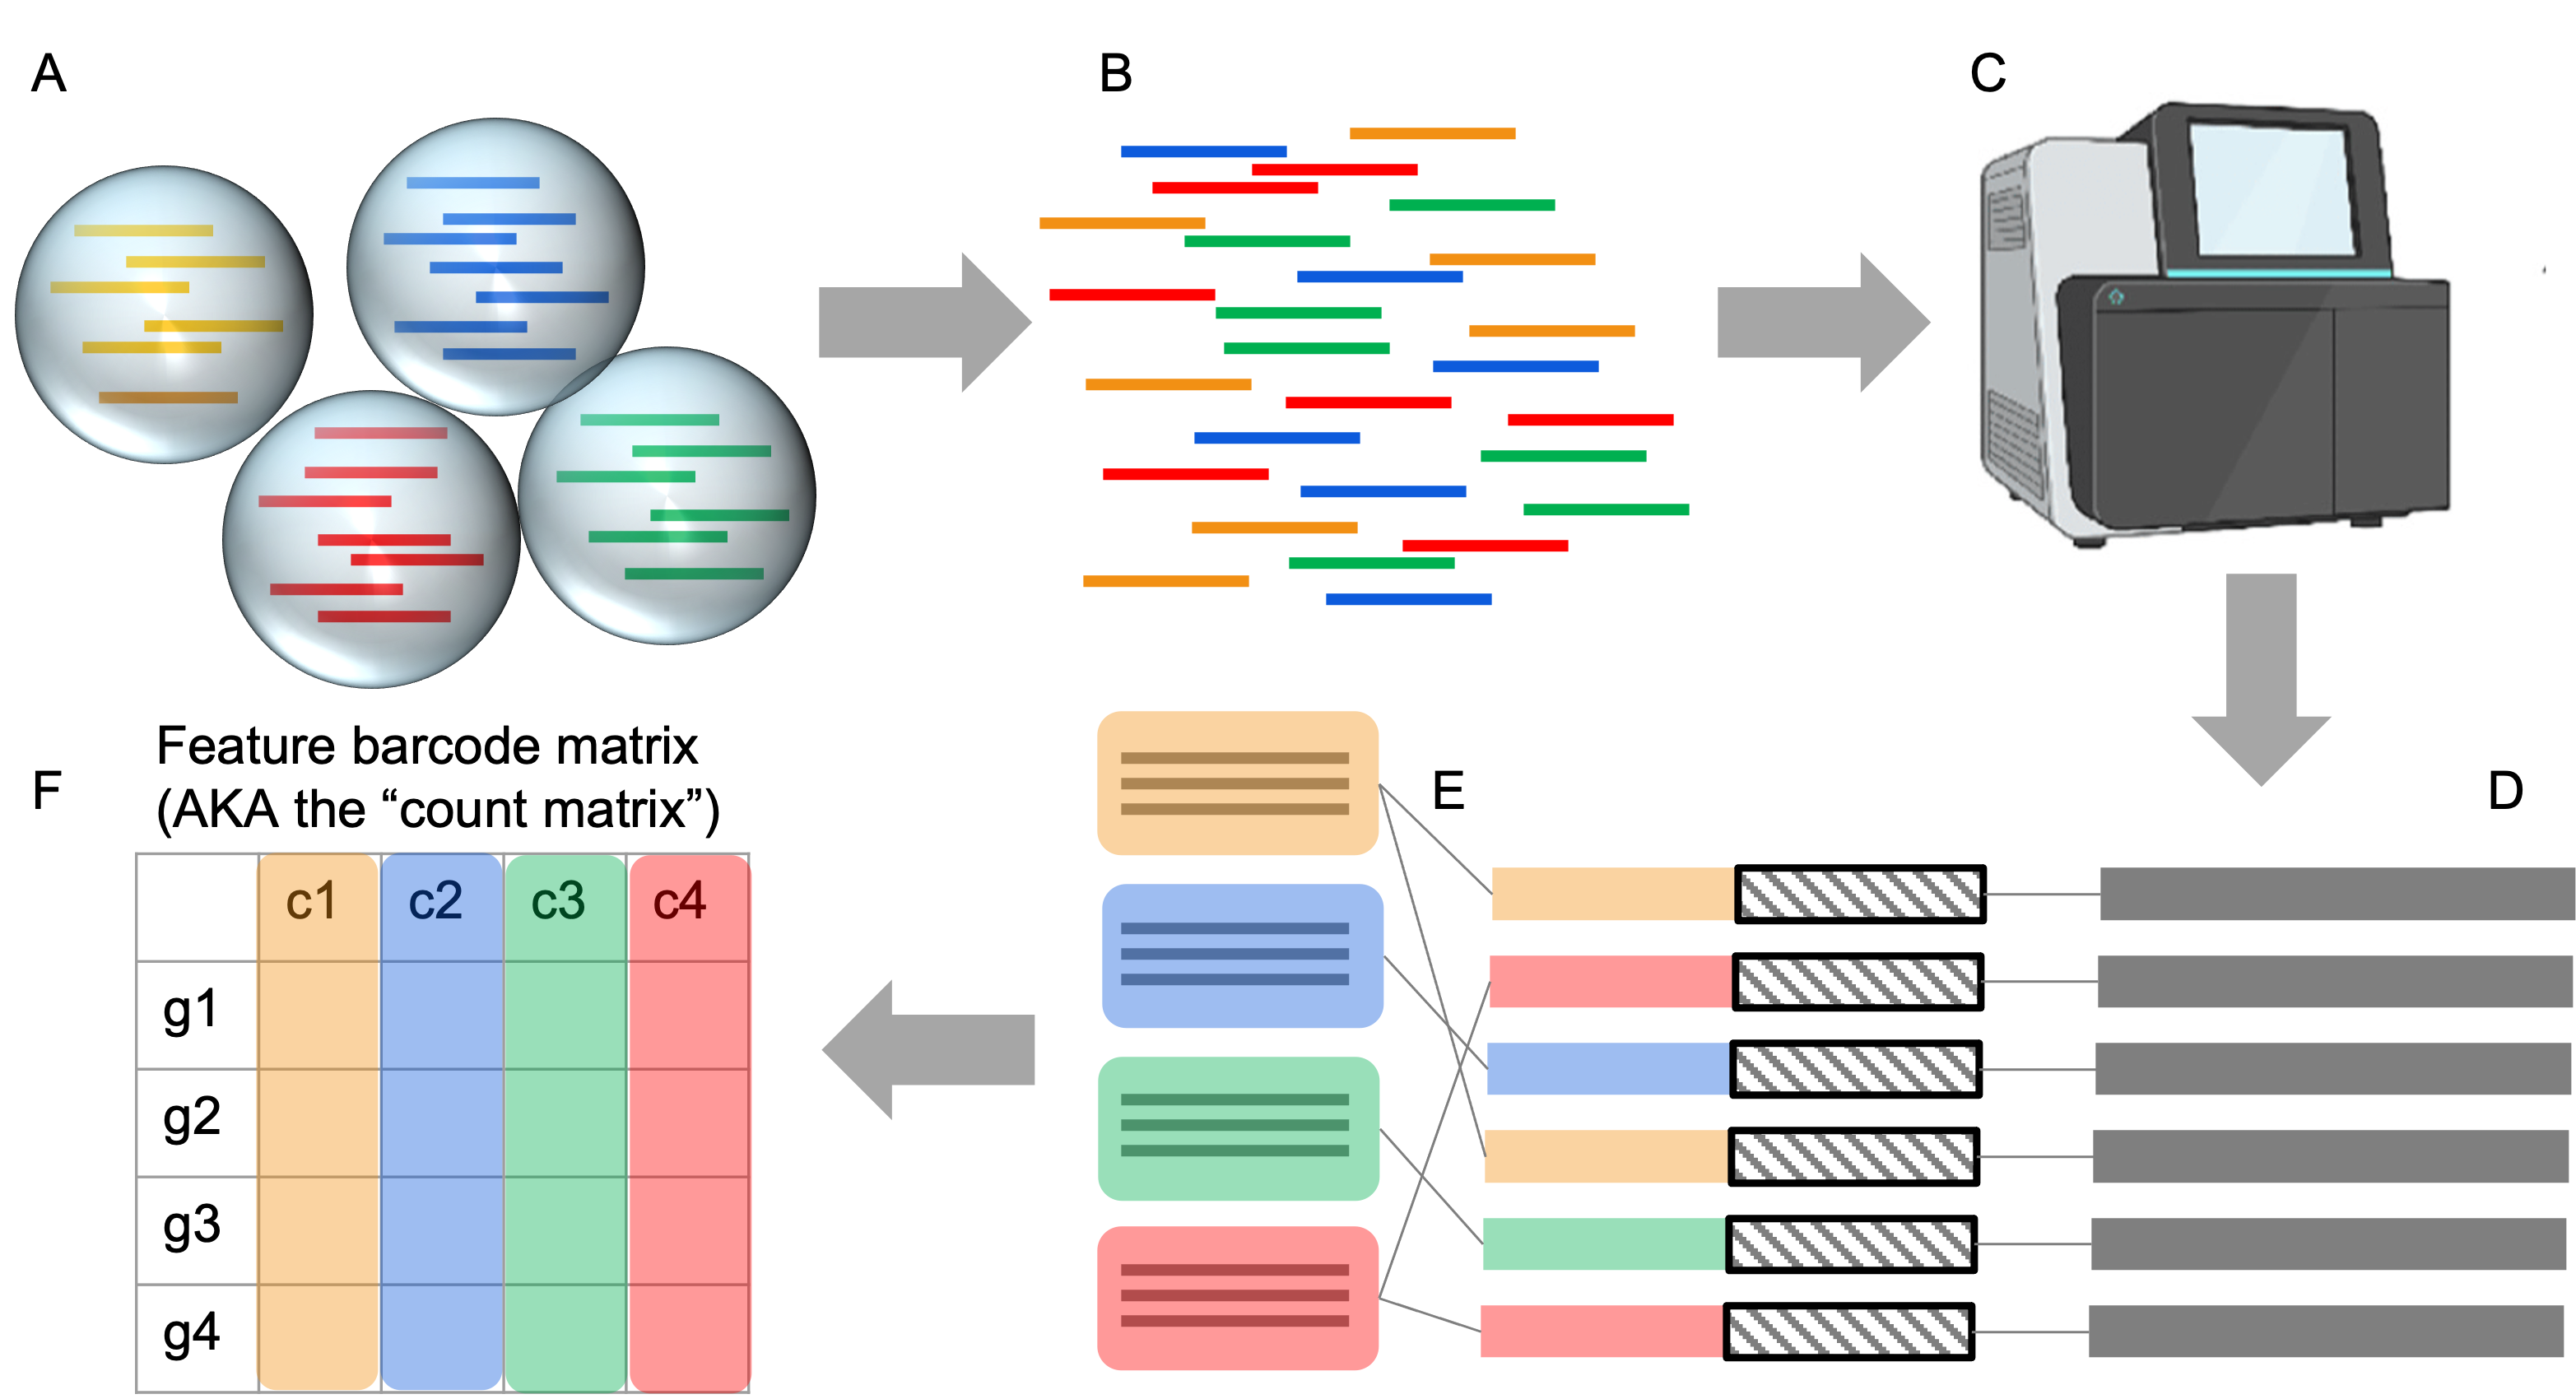 A
B
C
D
E
F
Feature barcode matrix
(AKA the “count matrix”)
c1 c2 c3 c4
g1
g2
g3
g4